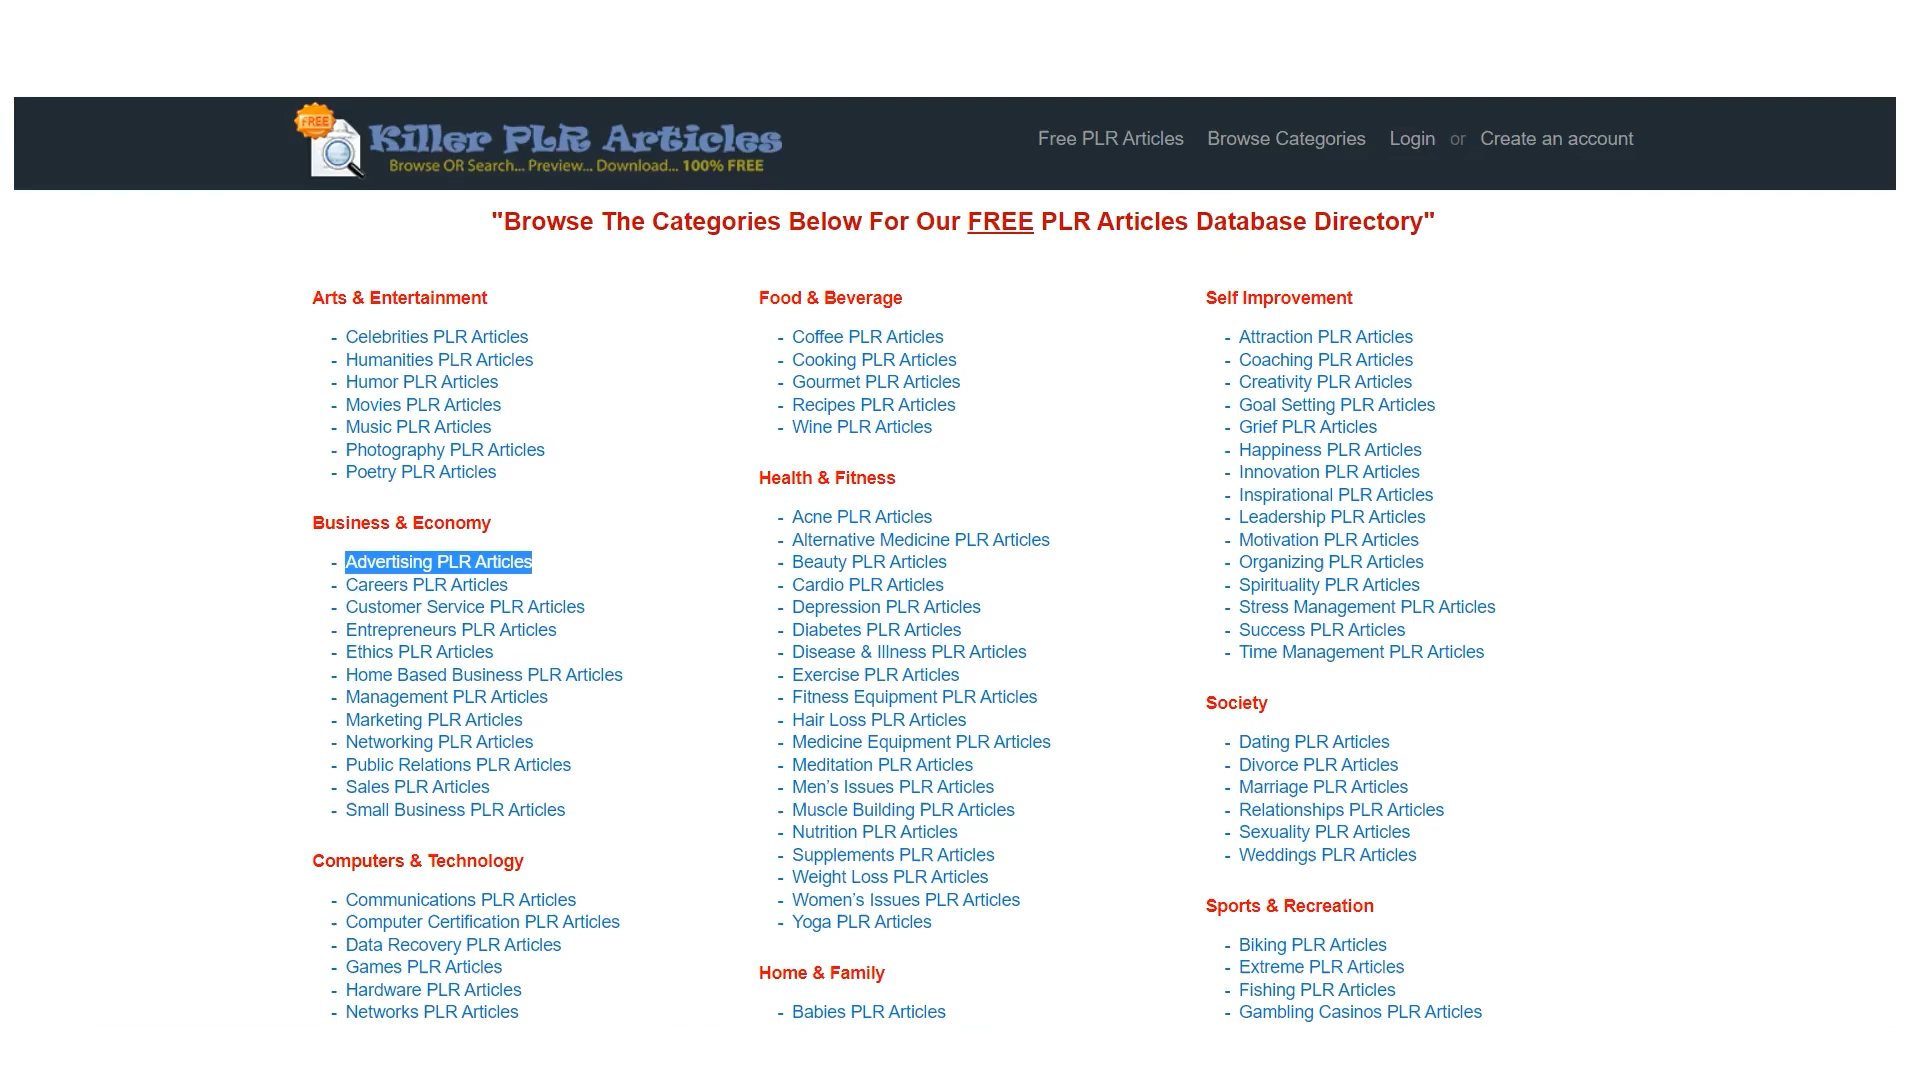 FREE
Killer PLR Articles
Browse OR Search... Preview... Download... 100% FREE
Free PLR Articles Browse Categories Login or Create an account
"Browse The Categories Below For Our FREE PLR Articles Database Directory"
Arts & Entertainment
- Celebrities PLR Articles
- Humanities PLR Articles
- Humor PLR Articles
- Movies PLR Articles
- Music PLR Articles
- Photography PLR Articles
- Poetry PLR Articles
Business & Economy
- Advertising PLR Articles
- Careers PLR Articles
- Customer Service PLR Articles
- Entrepreneurs PLR Articles
- Ethics PLR Articles
- Home Based Business PLR Articles
- Management PLR Articles
- Marketing PLR Articles
- Networking PLR Articles
- Public Relations PLR Articles
- Sales PLR Articles
- Small Business PLR Articles
Computers & Technology
- Communications PLR Articles
- Computer Certification PLR Articles
- Data Recovery PLR Articles
- Games PLR Articles
- Hardware PLR Articles
- Networks PLR Articles
Food & Beverage
- Coffee PLR Articles
- Cooking PLR Articles
- Gourmet PLR Articles
- Recipes PLR Articles
- Wine PLR Articles
Health & Fitness
- Acne PLR Articles
- Alternative Medicine PLR Articles
- Beauty PLR Articles
- Cardio PLR Articles
- Depression PLR Articles
- Diabetes PLR Articles
- Disease & Illness PLR Articles
- Exercise PLR Articles
- Fitness Equipment PLR Articles
- Hair Loss PLR Articles
- Medicine Equipment PLR Articles
- Meditation PLR Articles
- Men’s Issues PLR Articles
- Muscle Building PLR Articles
- Nutrition PLR Articles
- Supplements PLR Articles
- Weight Loss PLR Articles
- Women’s Issues PLR Articles
- Yoga PLR Articles
Home & Family
- Babies PLR Articles
Self Improvement
- Attraction PLR Articles
- Coaching PLR Articles
- Creativity PLR Articles
- Goal Setting PLR Articles
- Grief PLR Articles
- Happiness PLR Articles
- Innovation PLR Articles
- Inspirational PLR Articles
- Leadership PLR Articles
- Motivation PLR Articles
- Organizing PLR Articles
- Spirituality PLR Articles
- Stress Management PLR Articles
- Success PLR Articles
- Time Management PLR Articles
Society
- Dating PLR Articles
- Divorce PLR Articles
- Marriage PLR Articles
- Relationships PLR Articles
- Sexuality PLR Articles
- Weddings PLR Articles
Sports & Recreation
- Biking PLR Articles
- Extreme PLR Articles
- Fishing PLR Articles
- Gambling Casinos PLR Articles